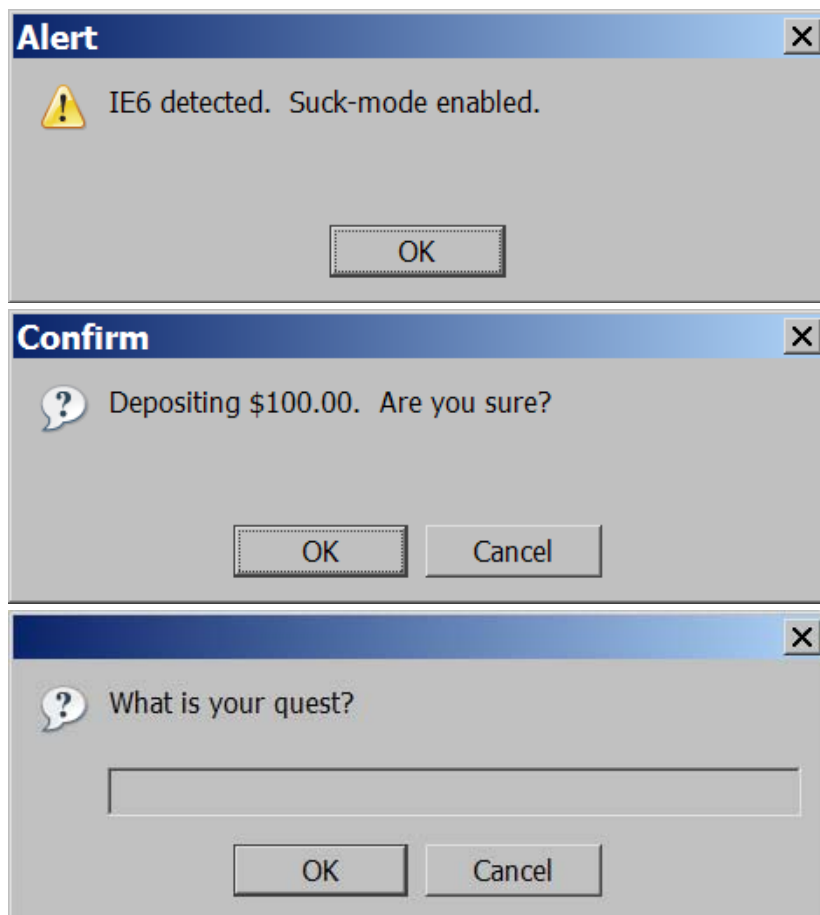 Alert
IE6 detected.  Suck-mode enabled.
OK
Confirm
Depositing $100.00.  Are you sure?
OK Cancel
What is your quest?
OK Cancel